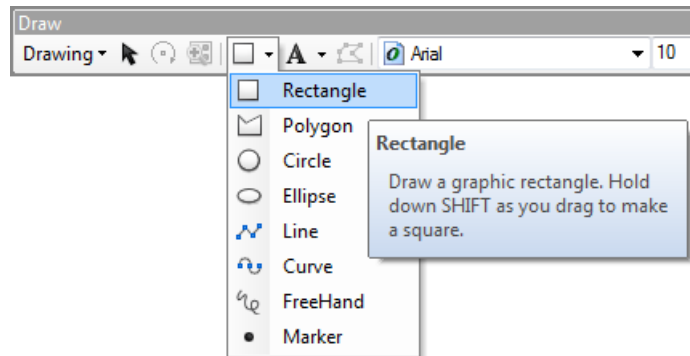 Draw
Drawing A Arial 10
Rectangle
Polygon
Circle
Ellipse
Line
Curve
FreeHand
Marker
Rectangle
Draw a graphic rectangle. Hold
down SHIFT as you drag to make
a square.